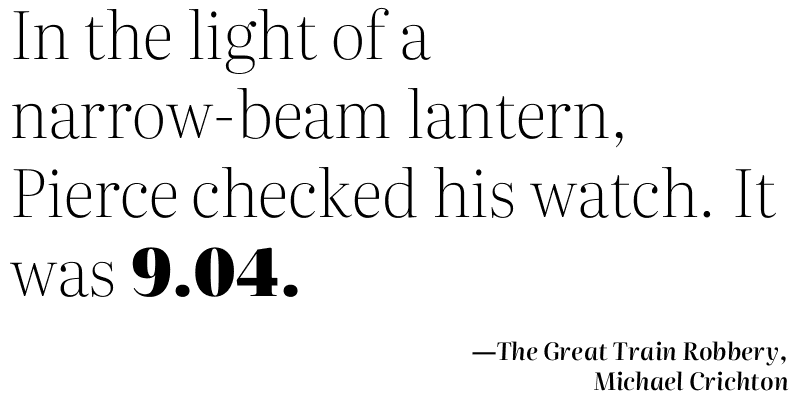 In the light of a
narrow-beam lantern,
Pierce checked his watch. It
was 9.04.
—The Great Train Robbery,
Michael Crichton